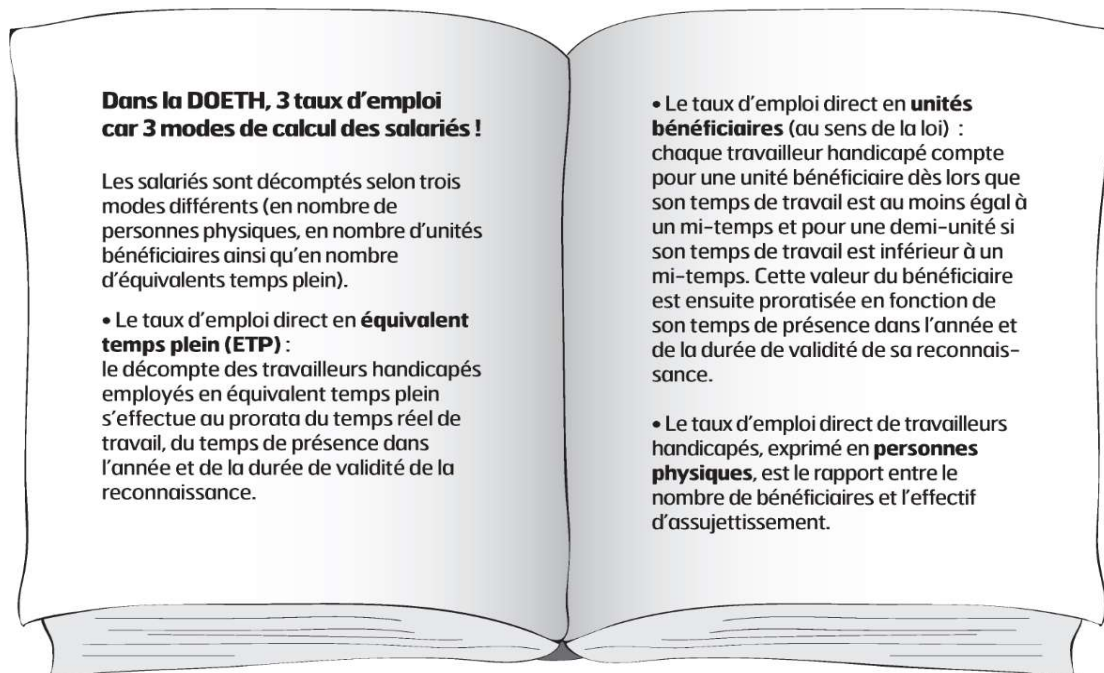 Dans la DOETH, 3 taux d'emploi
car 3 modes de calcul des salariés !
Les salariés sont décomptés selon trois
modes différents (en nombre de
personnes physiques, en nombre d'unités
bénéficiaires ainsi qu'en nombre
d'équivalents temps plein).
• Le taux d'emploi direct en équivalent
temps plein (ETP) :
le décompte des travailleurs handicapés
employés en équivalent temps plein
s'effectue au prorata du temps réel de
travail, du temps de présence dans
l'année et de la durée de validité de la
reconnaissance.
• Le taux d'emploi direct en unités
bénéficiaires (au sens de la loi) :
chaque travailleur handicapé compte
pour une unité bénéficiaire dès lors que
son temps de travail est au moins égal à
un mi-temps et pour une demi-unité si
son temps de travail est inférieur à un
mi-temps. Cette valeur du bénéficiaire
est ensuite proratisée en fonction de
son temps de présence dans l'année et
de la durée de validité de sa reconnais-
sance.
• Le taux d'emploi direct de travailleurs
handicapés, exprimé en personnes
physiques, est le rapport entre le
nombre de bénéficiaires et l'effectif
d'assujettissement.